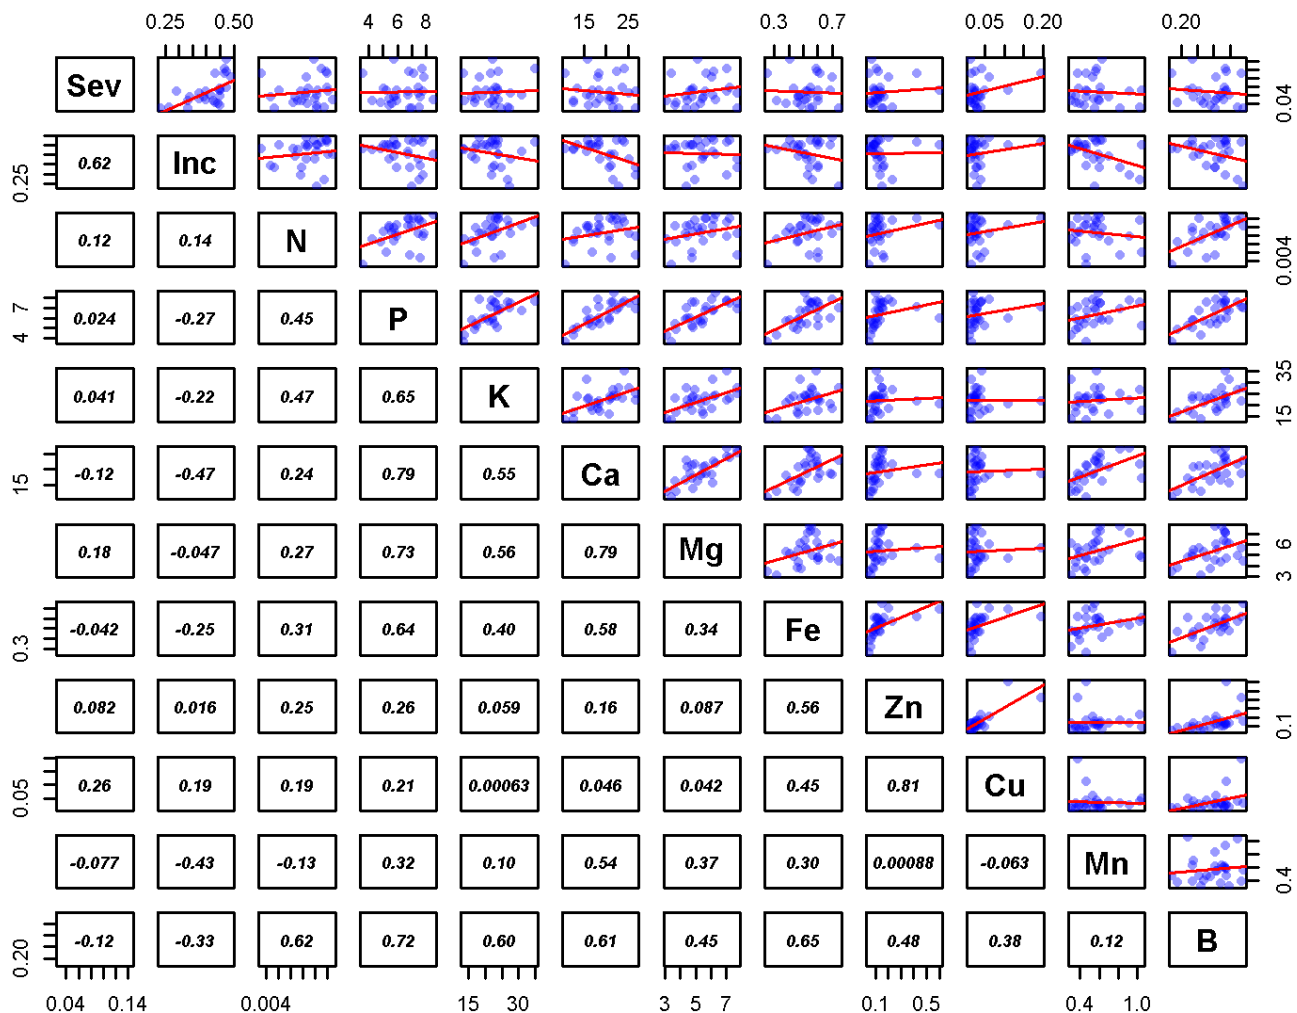 0.25 0.50 4 6 8 15 25 0.3 0.7 0.05 0.20 0.20
Sev 0.04
0.25 0.62 Inc
0.12 0.14 N 0.004
4 7 0.024 -0.27 0.45 P
0.041 -0.22 0.47 0.65 K 15 35
15 -0.12 -0.47 0.24 0.79 0.55 Ca
0.18 -0.047 0.27 0.73 0.56 0.79 Mg 3 6
0.3 -0.042 -0.25 0.31 0.64 0.40 0.58 0.34 Fe
0.082 0.016 0.25 0.26 0.059 0.16 0.087 0.56 Zn 0.1
0.05 0.26 0.19 0.19 0.21 0.00063 0.046 0.042 0.45 0.81 Cu
-0.077 -0.43 -0.13 0.32 0.10 0.54 0.37 0.30 0.00088 -0.063 Mn 0.4
0.20 -0.12 -0.33 0.62 0.72 0.60 0.61 0.45 0.65 0.48 0.38 0.12 B
0.04 0.14 0.004 15 30 3 5 7 0.1 0.5 0.4 1.0